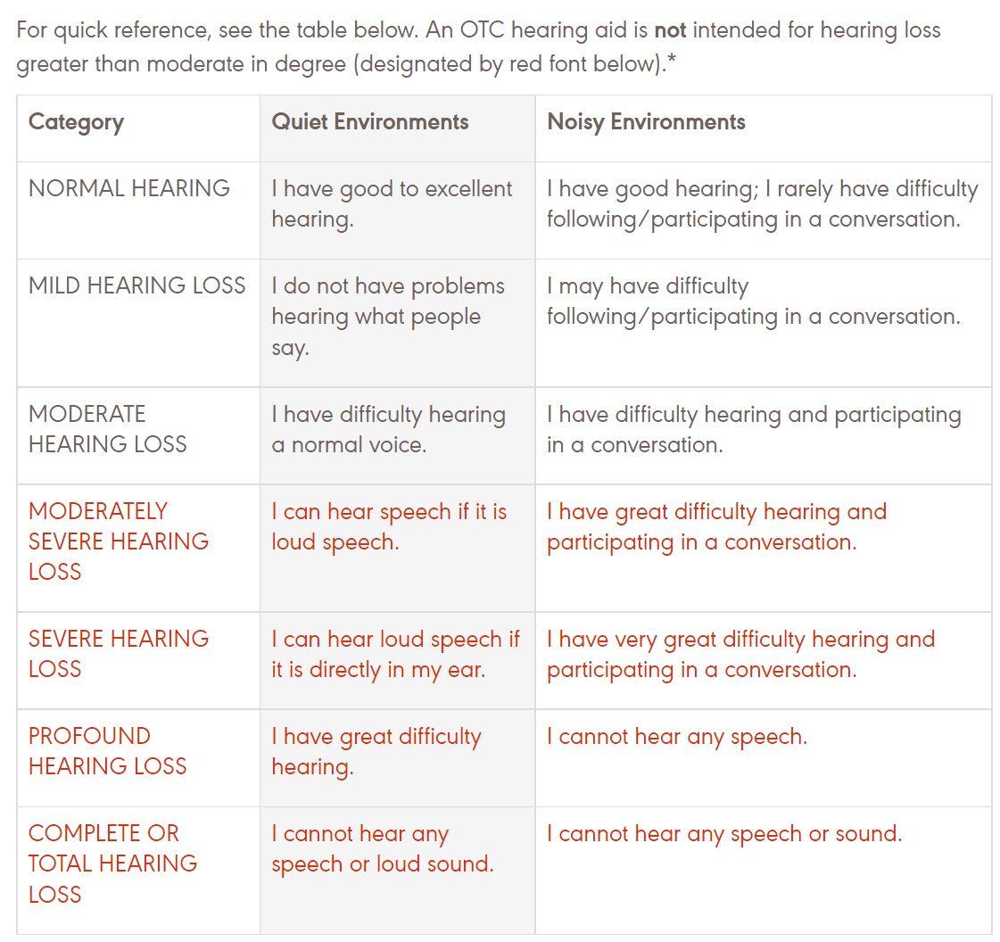 For quick reference, see the table below. An OTC hearing aid is not intended for hearing loss
greater than moderate in degree (designated by red font below).*
Category
Quiet Environments
Noisy Environments
NORMAL HEARING
I have good to excellent
hearing.
I have good hearing; I rarely have difficulty
following/participating in a conversation.
MILD HEARING LOSS
I do not have problems
hearing what people
say.
I may have difficulty
following/participating in a conversation.
MODERATE
HEARING LOSS
I have difficulty hearing
a normal voice.
I have difficulty hearing and participating
in a conversation.
MODERATELY
SEVERE HEARING
LOSS
I can hear speech if it is
loud speech.
I have great difficulty hearing and
participating in a conversation.
SEVERE HEARING
LOSS
I can hear loud speech if
it is directly in my ear.
I have very great difficulty hearing and
participating in a conversation.
PROFOUND
HEARING LOSS
I have great difficulty
hearing.
I cannot hear any speech.
COMPLETE OR
TOTAL HEARING
LOSS
I cannot hear any
speech or loud sound.
I cannot hear any speech or sound.